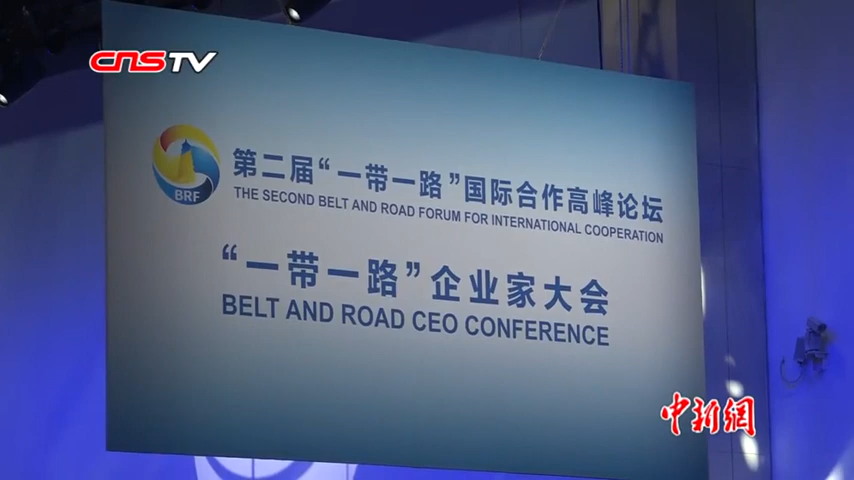 CNSTV
BRF
第二届“一带一路”国际合作高峰论坛
THE SECOND BELT AND ROAD FORUM FOR INTERNATIONAL COOPERATION
“一带一路”企业家大会
BELT AND ROAD CEO CONFERENCE
中新網